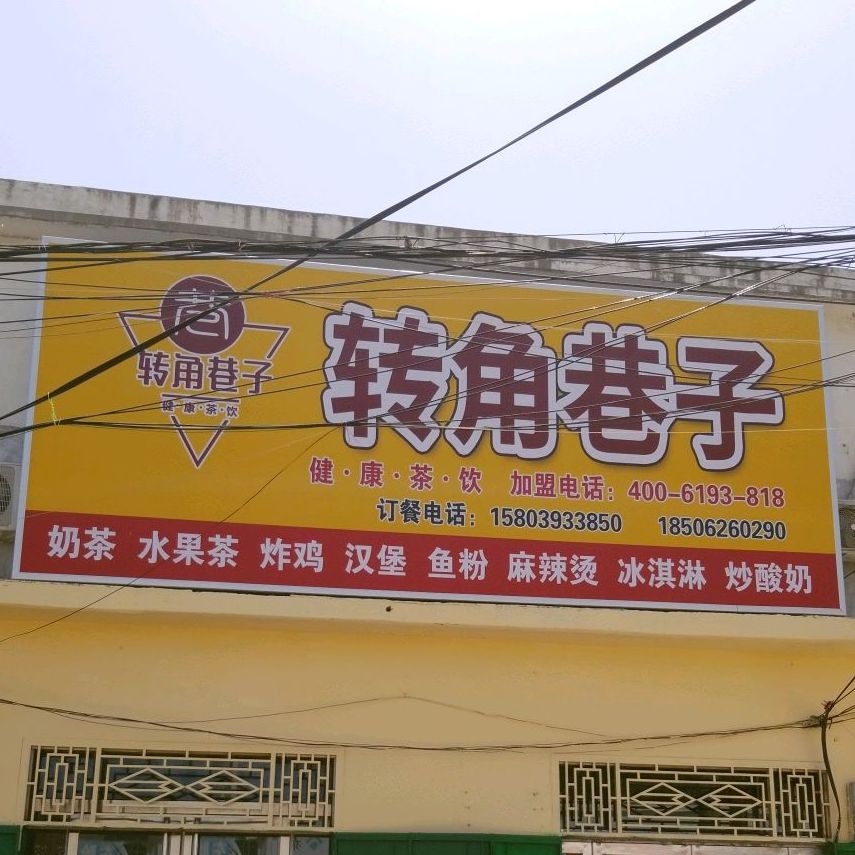 巷
转角巷子
健·康·茶·饮
转角巷子
健·康·茶·饮 加盟电话：400-6193-818
订餐电话：15803933850 18506260290
奶茶 水果茶 炸鸡 汉堡 鱼粉 麻辣烫 冰淇淋 炒酸奶